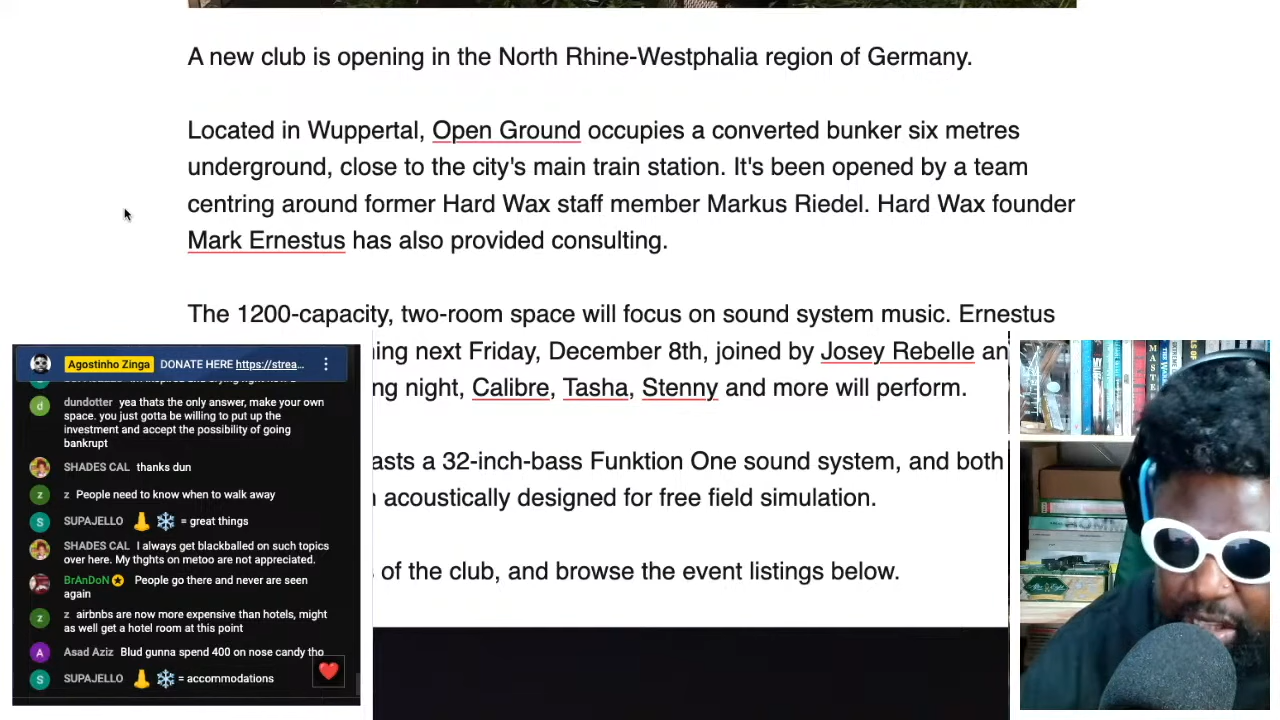 A new club is opening in the North Rhine-Westphalia region of Germany.
Located in Wuppertal, Open Ground occupies a converted bunker six metres
underground, close to the city's main train station. It's been opened by a team
centring around former Hard Wax staff member Markus Riedel. Hard Wax founder
Mark Ernestus has also provided consulting.
The 1200-capacity, two-room space will focus on sound system music. Ernestus
next Friday, December 8th, joined by Josey Rebelle
night, Calibre, Tasha, Stenny and more will perform.
a 32-inch-bass Funktion One sound system, and both
acoustically designed for free field simulation.
of the club, and browse the event listings below.
Agostinho Zinga DONATE HERE https://strea...
d dundotter yea thats the only answer, make your own
space. you just gotta be willing to put up the
investment and accept the possibility of going
bankrupt
SHADES CAL thanks dun
z z People need to know when to walk away
S SUPAJELLO 👃 ❄️ = great things
SHADES CAL I always get blackballed on such topics
over here. My thghts on metoo are not appreciated.
BrAnDoN People go there and never are seen
again
z z airbnbs are now more expensive than hotels, might
as well get a hotel room at this point
A Asad Aziz Blud gunna spend 400 on nose candy tho
S SUPAJELLO 👃 ❄️ = accommodations
MASTE